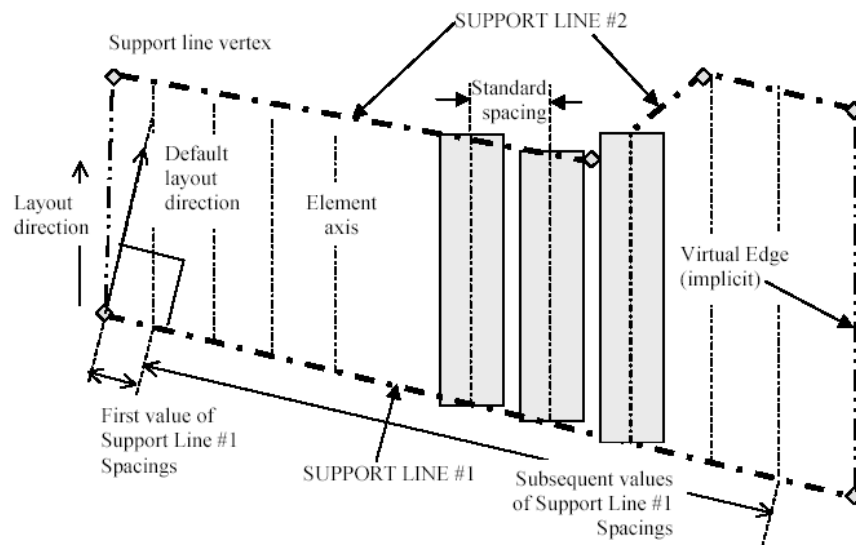 SUPPORT LINE #2
Support line vertex
Standard
spacing
Default
layout
direction
Layout
direction
Element
axis
Virtual Edge
(implicit)
First value of
Support Line #1
Spacings
SUPPORT LINE #1
Subsequent values
of Support Line #1
Spacings